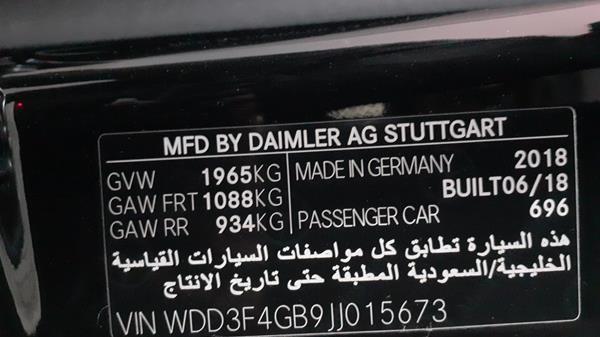 MFD BY DAIMLER AG STUTTGART
GVW 1965KG MADE IN GERMANY 2018
GAW FRT 1088KG BUILT06/18
GAW RR 934KG PASSENGER CAR 696
هذه السيارة تطابق كل مواصفات السيارات القياسية
الخليجية/السعودية المطبقة حتى تاريخ الانتاج
VIN WDD3F4GB9JJ015673